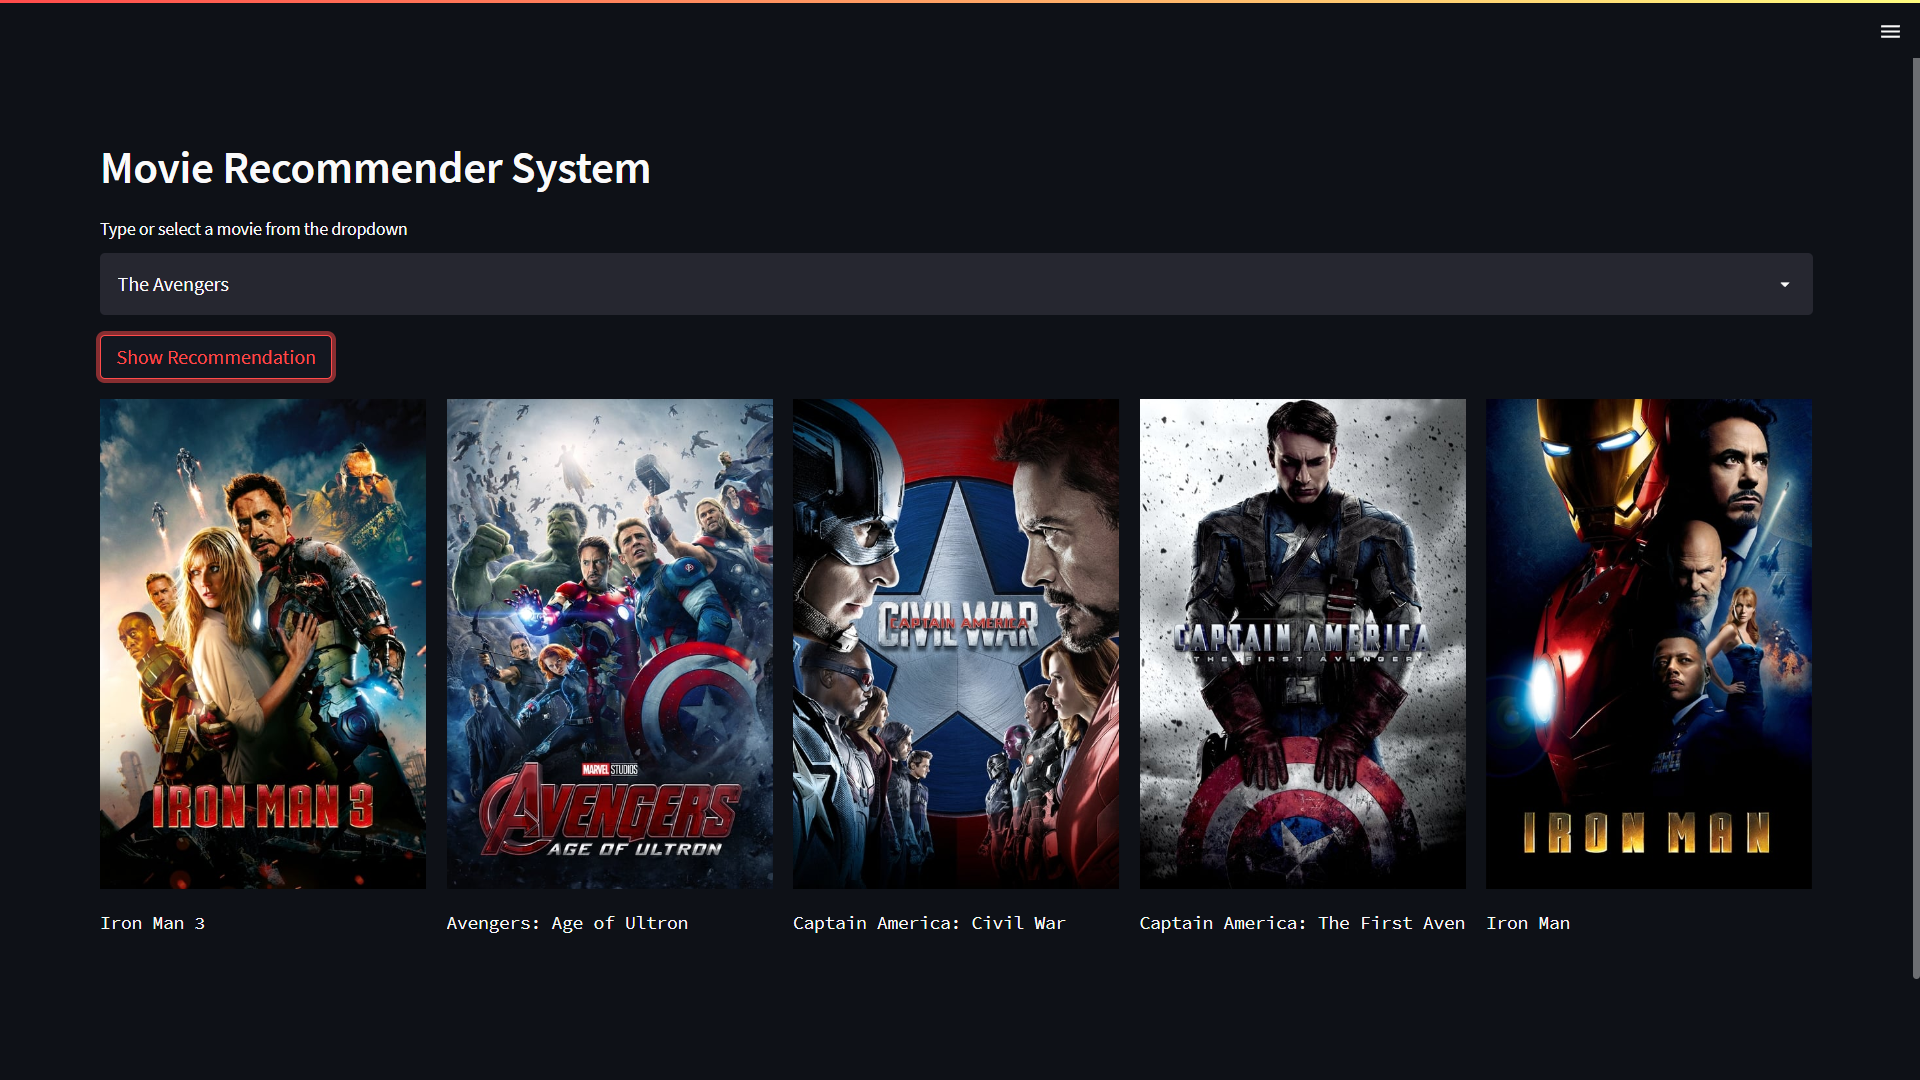 Movie Recommender System
Type or select a movie from the dropdown
The Avengers
Show Recommendation
IRON MAN 3
MARVEL STUDIOS
AVENGERS
AGE OF ULTRON
CIVIL WAR
CAPTAIN AMERICA
CAPTAIN AMERICA
THE FIRST AVENGER
IRON MAN
Iron Man 3
Avengers: Age of Ultron
Captain America: Civil War
Captain America: The First Aven
Iron Man